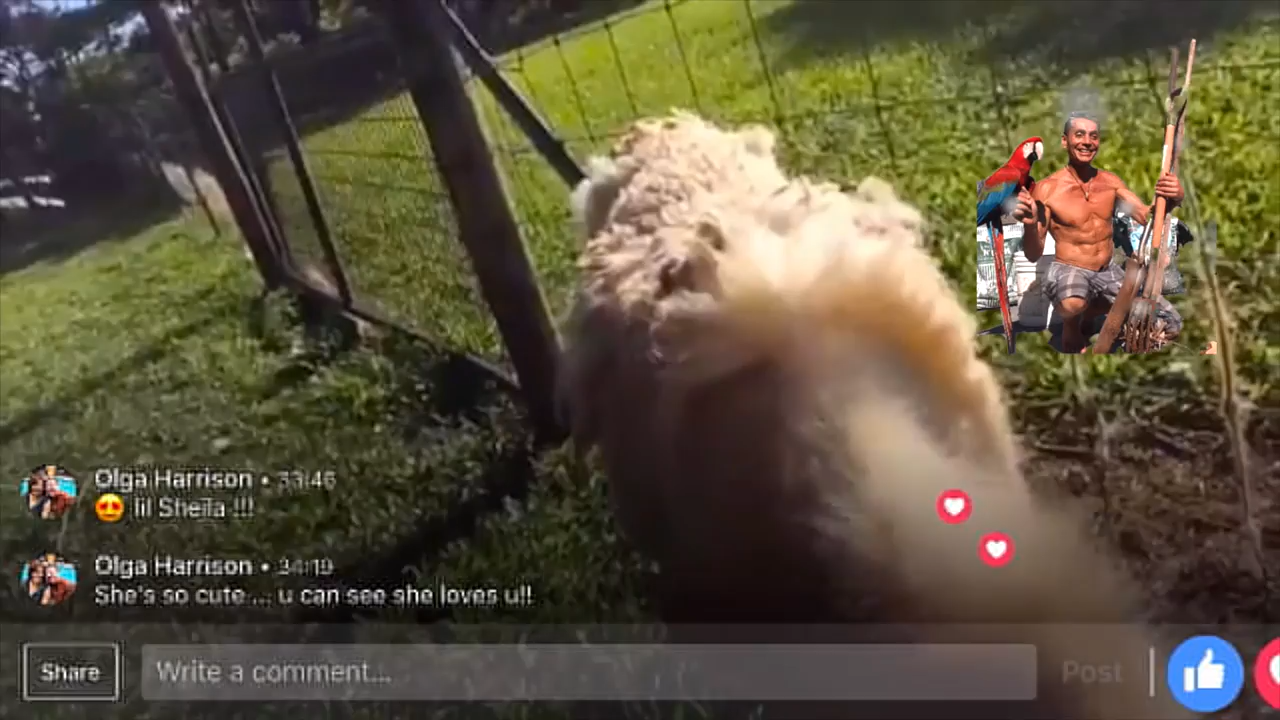 Olga Harrison • 33:46
😍 lil Sheila !!!
Olga Harrison • 34:19
She's so cute ... u can see she loves u!!
Share
Write a comment...
Post